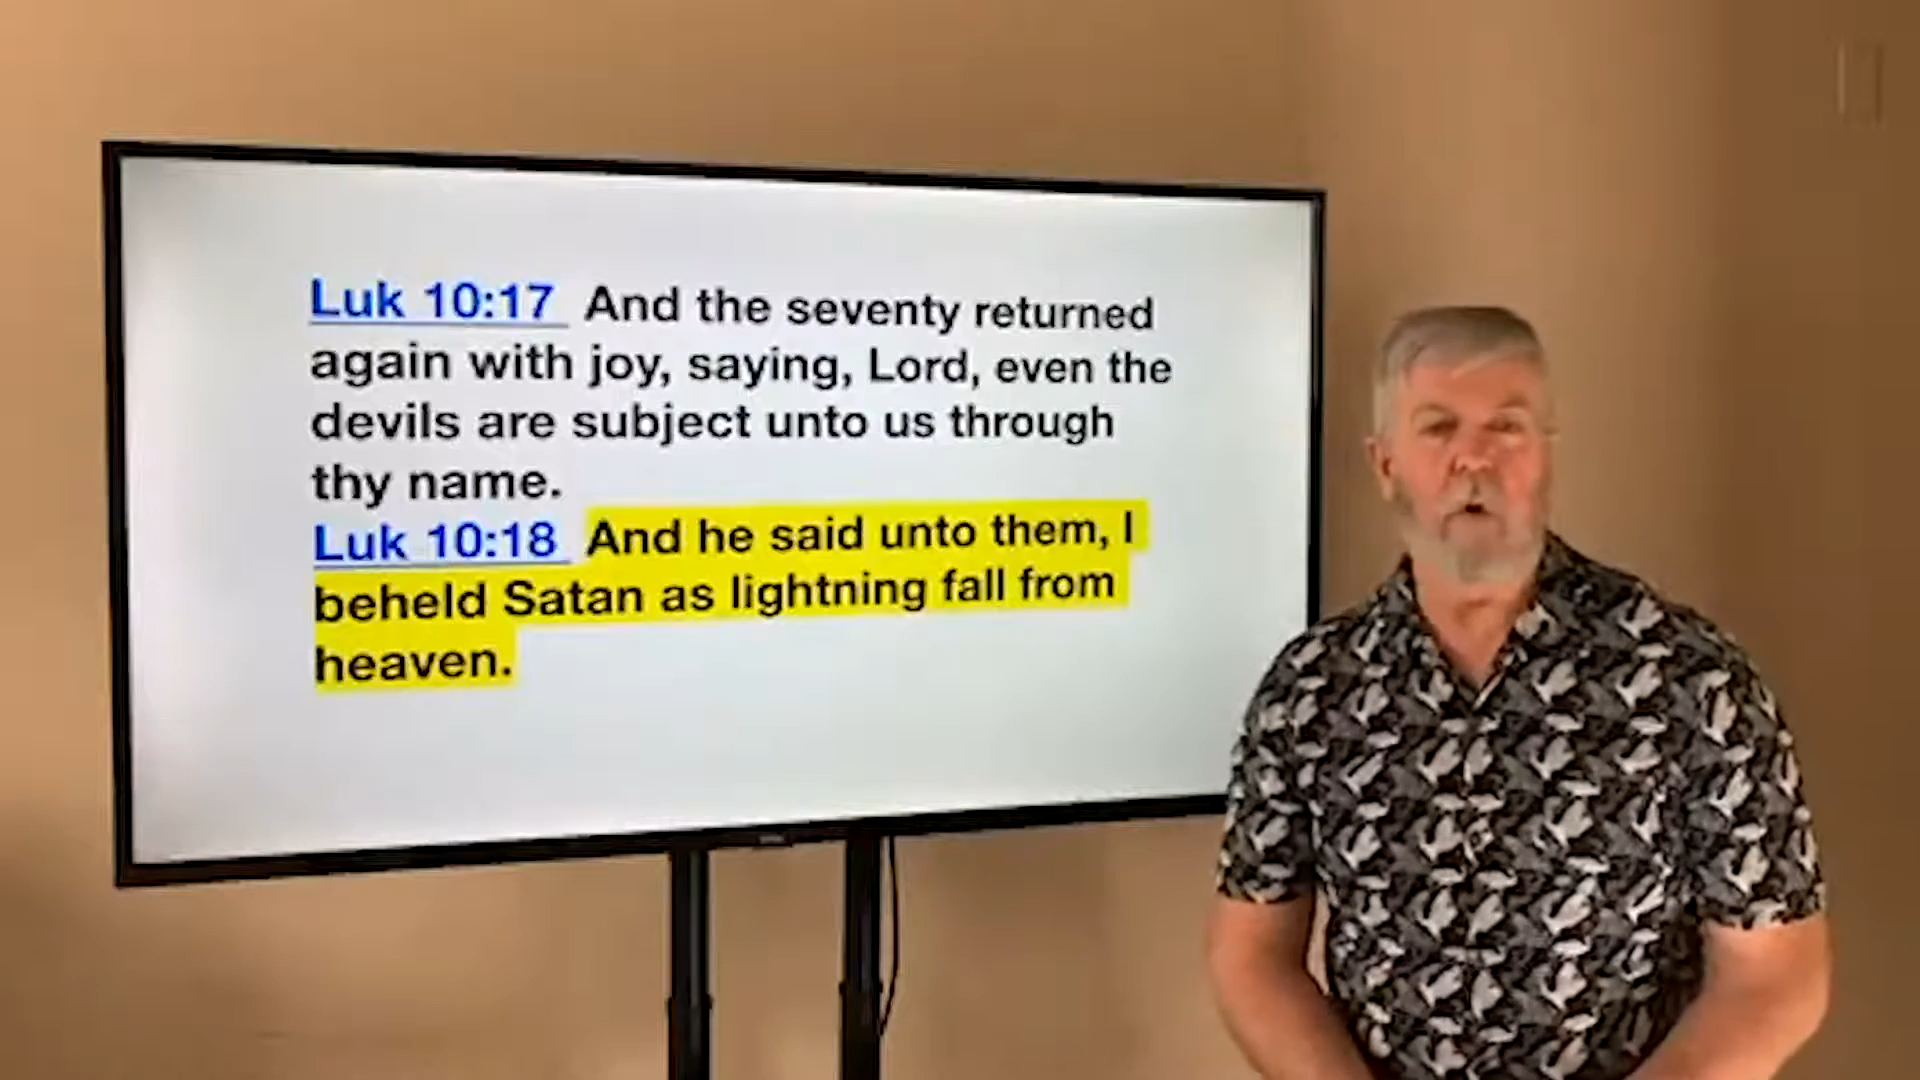 Luk 10:17 And the seventy returned
again with joy, saying, Lord, even the
devils are subject unto us through
thy name.
Luk 10:18 And he said unto them, I
beheld Satan as lightning fall from
heaven.